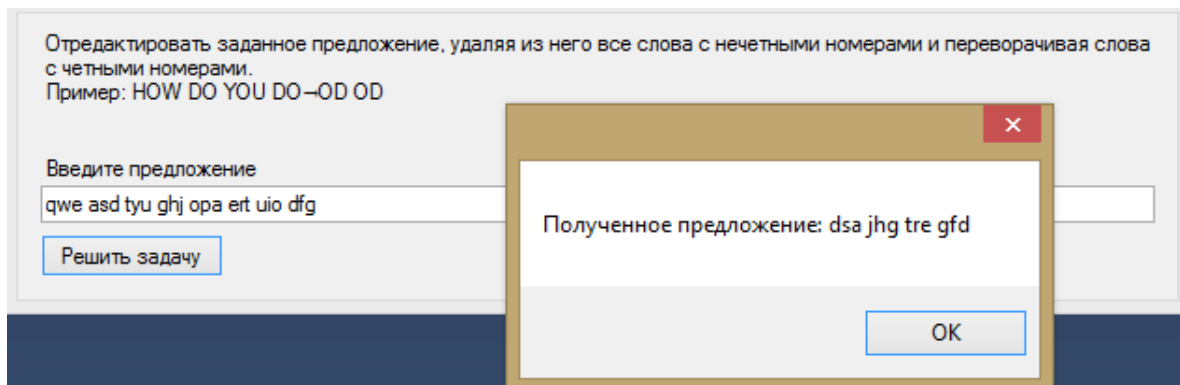 Отредактировать заданное предложение, удаляя из него все слова с нечетными номерами и переворачивая слова
с четными номерами.
Пример: HOW DO YOU DO→OD OD
Введите предложение
qwe asd tyu ghj opa ert uio dfg
Решить задачу
Полученное предложение: dsa jhg tre gfd
OK